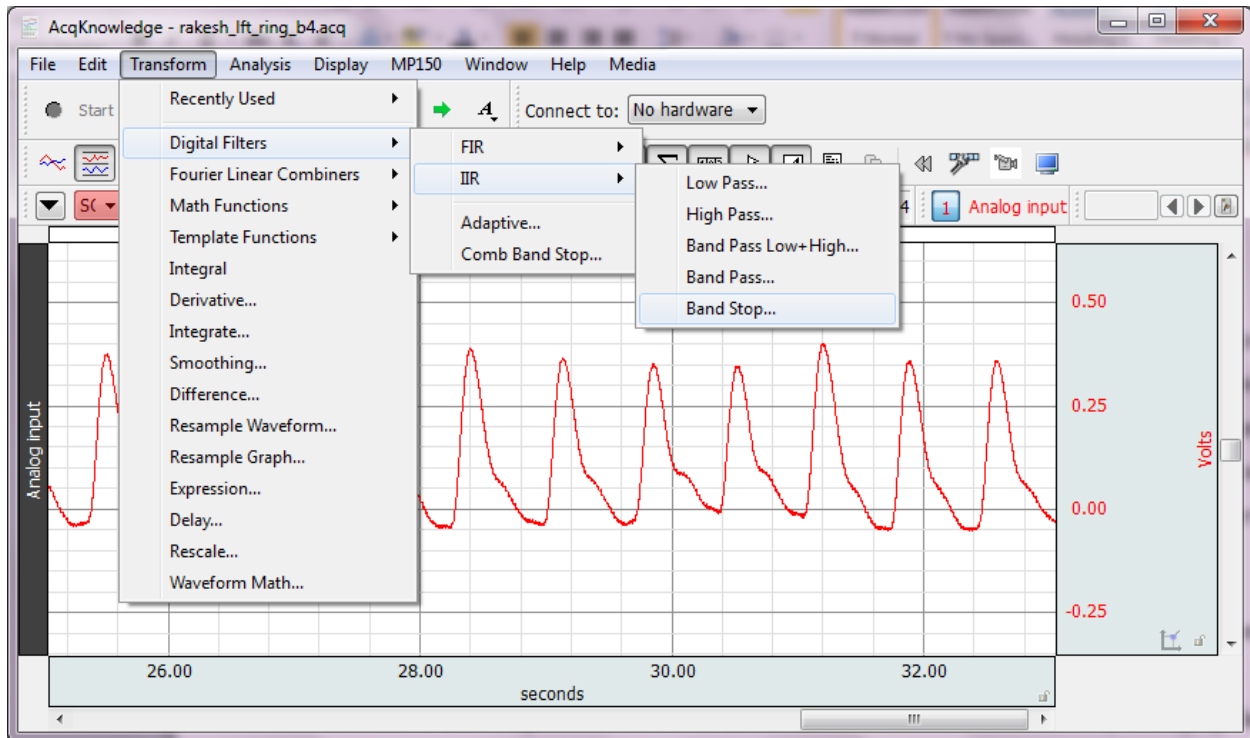 AcqKnowledge - rakesh_lft_ring_b4.acq
File Edit Transform Analysis Display MP150 Window Help Media
Start
Connect to: No hardware
4 1 Analog input
Recently Used
Digital Filters
Fourier Linear Combiners
Math Functions
Template Functions
Integral
Derivative...
Integrate...
Smoothing...
Difference...
Resample Waveform...
Resample Graph...
Expression...
Delay...
Rescale...
Waveform Math...
FIR
IIR
Adaptive...
Comb Band Stop...
Low Pass...
High Pass...
Band Pass Low+High...
Band Pass...
Band Stop...
Analog input
0.50
0.25
0.00
-0.25
Volts
26.00 28.00 30.00 32.00
seconds